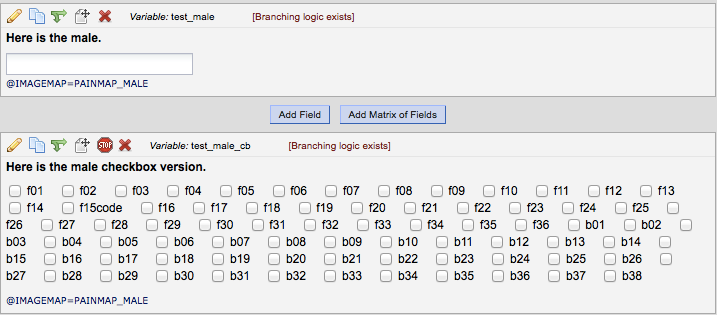 Variable: test_male [Branching logic exists]
Here is the male.
@IMAGEMAP=PAINMAP_MALE
Add Field Add Matrix of Fields
STOP Variable: test_male_cb [Branching logic exists]
Here is the male checkbox version.
f01 f02 f03 f04 f05 f06 f07 f08 f09 f10 f11 f12 f13
f14 f15code f16 f17 f18 f19 f20 f21 f22 f23 f24 f25
f26 f27 f28 f29 f30 f31 f32 f33 f34 f35 f36 b01 b02
b03 b04 b05 b06 b07 b08 b09 b10 b11 b12 b13 b14
b15 b16 b17 b18 b19 b20 b21 b22 b23 b24 b25 b26
b27 b28 b29 b30 b31 b32 b33 b34 b35 b36 b37 b38
@IMAGEMAP=PAINMAP_MALE